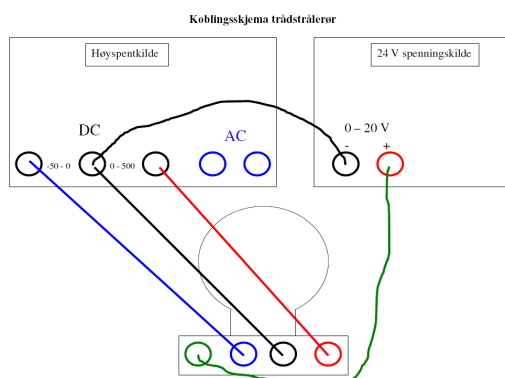 Koblingsskjema trådstrålerør
Høyspentkilde
24 V spenningskilde
DC
AC
0 – 20 V
- +
-50 - 0
0 - 500